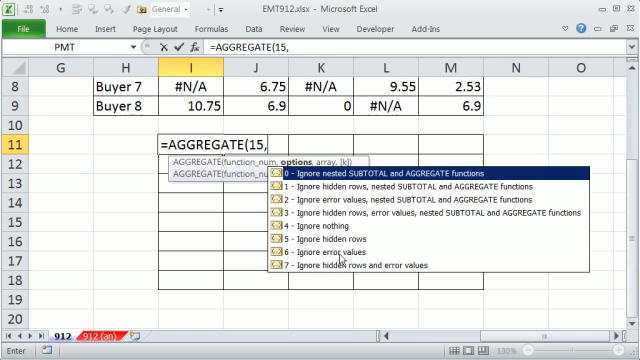 General
EMT912.xlsx - Microsoft Excel
File Home Insert Page Layout Formulas Data Review View Add-Ins
PMT =AGGREGATE(15,
G H I J K L M N O
8 Buyer 7 #N/A 6.75 #N/A 9.55 2.53
9 Buyer 8 10.75 6.9 0 #N/A 6.9
10
11 =AGGREGATE(15,
12 AGGREGATE(function_num, options, array, [k])
AGGREGATE(function_nu
0 - Ignore nested SUBTOTAL and AGGREGATE functions
13 1 - Ignore hidden rows, nested SUBTOTAL and AGGREGATE functions
2 - Ignore error values, nested SUBTOTAL and AGGREGATE functions
14 3 - Ignore hidden rows, error values, nested SUBTOTAL and AGGREGATE functions
15 4 - Ignore nothing
5 - Ignore hidden rows
16 6 - Ignore error values
17 7 - Ignore hidden rows and error values
18
19
20
912 912 (an)
Enter 130%